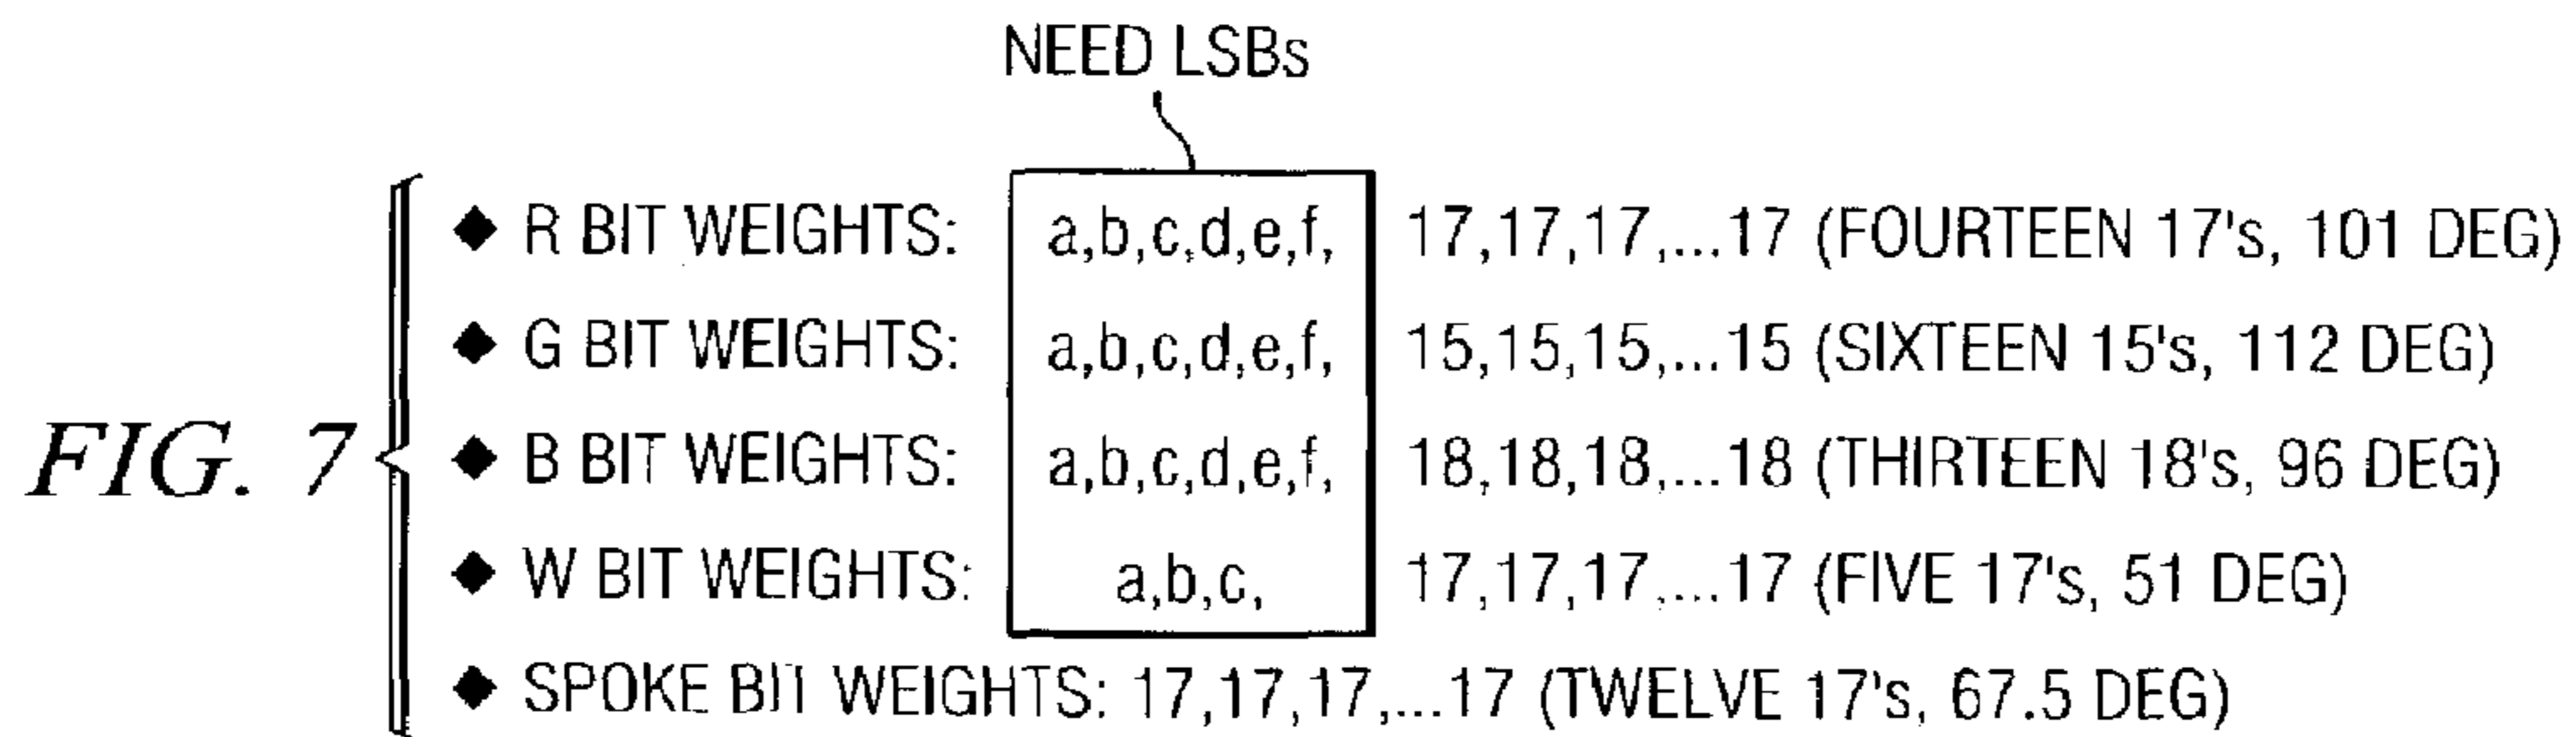 NEED LSBs
◆ R BIT WEIGHTS: a,b,c,d,e,f, 17,17,17,...17 (FOURTEEN 17's, 101 DEG)
◆ G BIT WEIGHTS: a,b,c,d,e,f, 15,15,15,...15 (SIXTEEN 15's, 112 DEG)
◆ B BIT WEIGHTS: a,b,c,d,e,f, 18,18,18,...18 (THIRTEEN 18's, 96 DEG)
◆ W BIT WEIGHTS: a,b,c, 17,17,17,...17 (FIVE 17's, 51 DEG)
◆ SPOKE BIT WEIGHTS: 17,17,17,...17 (TWELVE 17's, 67.5 DEG)
FIG. 7